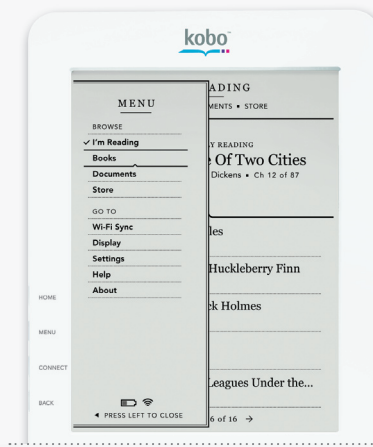 kobo
ADING
MENTS • STORE
Y READING
e Of Two Cities
Dickens • Ch 12 of 87
les
Huckleberry Finn
ck Holmes
Leagues Under the...
6 of 16 →
MENU
BROWSE
✓ I'm Reading
Books
Documents
Store
GO TO
Wi-Fi Sync
Display
Settings
Help
About
◄ PRESS LEFT TO CLOSE
HOME
MENU
CONNECT
BACK